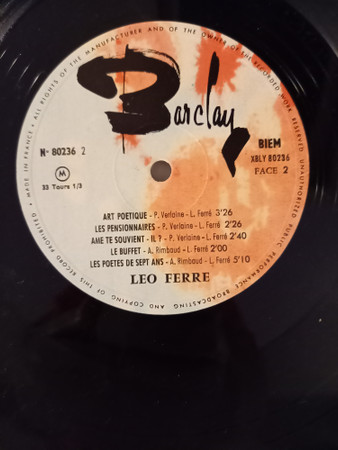 ALL RIGHTS OF THE MANUFACTURER AND OF THE OWNER OF THE RECORDED WORK RESERVED
UNAUTHORIZED PUBLIC PERFORMANCE BROADCASTING AND COPYING OF THIS RECORD PROHIBITED • MADE IN FRANCE •
Barclay
N° 80236 2
M
33 Tours 1/3
BIEM
XBLY 80236
FACE 2
ART POETIQUE - P. Verlaine - L. Ferré 3'26
LES PENSIONNAIRES - P. Verlaine - L. Ferré 2'26
AME TE SOUVIENT - IL ? - P. Verlaine - L. Ferré 2'40
LE BUFFET - A. Rimbaud - L. Ferré 2'00
LES POETES DE SEPT ANS - A. Rimbaud - L. Ferré 5'10
LEO FERRE